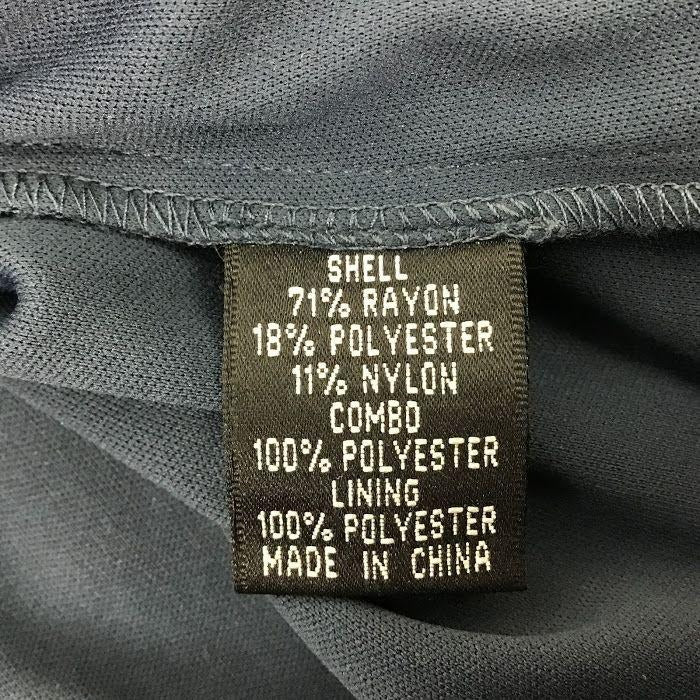 SHELL
71% RAYON
18% POLYESTER
11% NYLON
COMBO
100% POLYESTER
LINING
100% POLYESTER
MADE IN CHINA